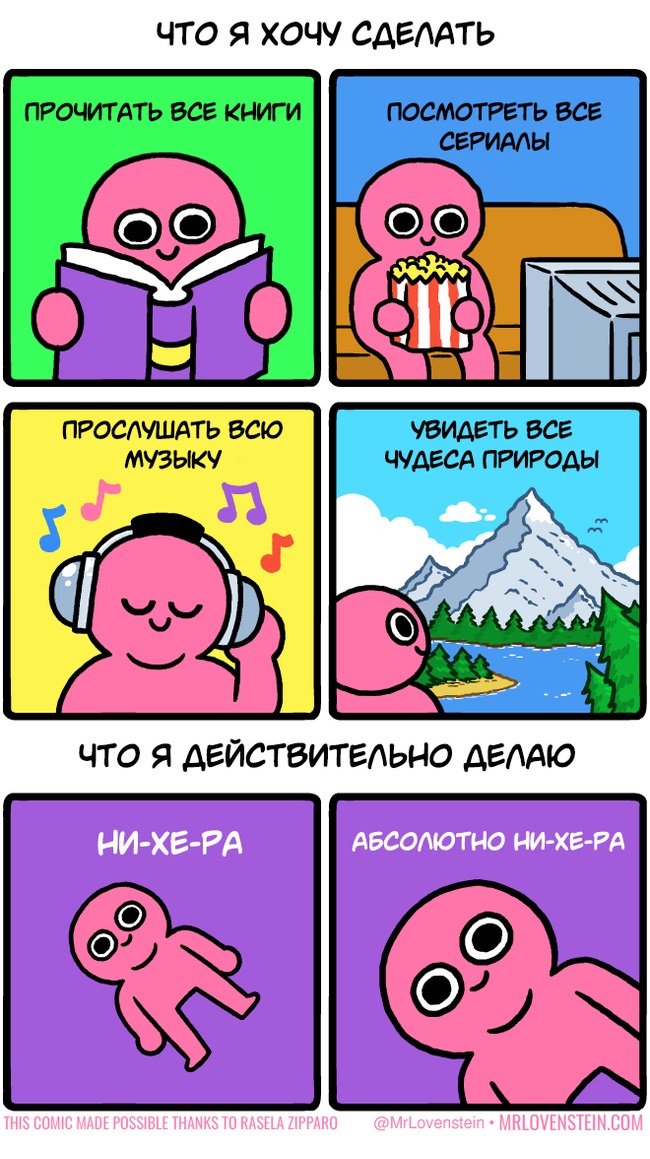 ЧТО Я ХОЧУ СДЕЛАТЬ
ПРОЧИТАТЬ ВСЕ КНИГИ
ПОСМОТРЕТЬ ВСЕ
СЕРИАЛЫ
ПРОСЛУШАТЬ ВСЮ
МУЗЫКУ
УВИДЕТЬ ВСЕ
ЧУДЕСА ПРИРОДЫ
ЧТО Я ДЕЙСТВИТЕЛЬНО ДЕЛАЮ
НИ-ХЕ-РА
АБСОЛЮТНО НИ-ХЕ-РА
THIS COMIC MADE POSSIBLE THANKS TO RASELA ZIPPARO
@MrLovenstein • MRLOVENSTEIN.COM